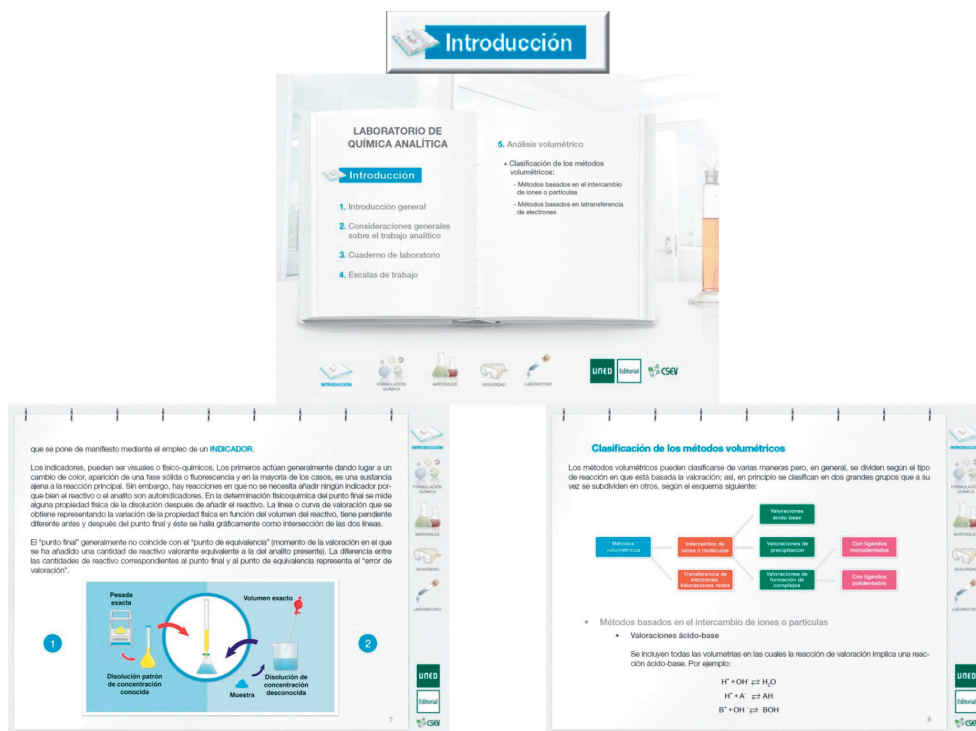 Introducción
LABORATORIO DE
QUÍMICA ANALÍTICA
Introducción
1. Introducción general
2. Consideraciones generales
sobre el trabajo analítico
3. Cuaderno de laboratorio
4. Escalas de trabajo
5. Análisis volumétrico
• Clasificación de los métodos
volumétricos:
- Métodos basados en el intercambio
de iones o partículas
- Métodos basados en latransferencia
de electrones
INTRODUCCIÓN
FORMULACIÓN
QUÍMICA
MATERIALES
SEGURIDAD
LABORATORIO
UNED
Editorial
CSEV
que se pone de manifiesto mediante el empleo de un INDICADOR.
Los indicadores, pueden ser visuales o físico-químicos. Los primeros actúan generalmente dando lugar a un
cambio de color, aparición de una fase sólida o fluorescencia y en la mayoría de los casos, es una sustancia
ajena a la reacción principal. Sin embargo, hay reacciones en que no se necesita añadir ningún indicador por-
que bien el reactivo o el analito son autoindicadores. En la determinación fisicoquímica del punto final se mide
alguna propiedad física de la disolución después de añadir el reactivo. La línea o curva de valoración que se
obtiene representando la variación de la propiedad física en función del volumen del reactivo, tiene pendiente
diferente antes y después del punto final y éste se halla gráficamente como intersección de las dos líneas.
El "punto final" generalmente no coincide con el "punto de equivalencia" (momento de la valoración en el que
se ha añadido una cantidad de reactivo valorante equivalente a la del analito presente). La diferencia entre
las cantidades de reactivo correspondientes al punto final y al punto de equivalencia representa el "error de
valoración".
Pesada
exacta
Volumen exacto
1
2
Disolución patrón
de concentración
conocida
Muestra
Disolución de
concentración
desconocida
7
INTRODUCCIÓN
FORMULACIÓN
QUÍMICA
MATERIALES
SEGURIDAD
LABORATORIO
UNED
Editorial
CSEV
Clasificación de los métodos volumétricos
Los métodos volumétricos pueden clasificarse de varias maneras pero, en general, se dividen según el tipo
de reacción en que está basada la valoración; así, en principio se clasifican en dos grandes grupos que a su
vez se subdividen en otros, según el esquema siguiente:
Valoraciones
ácido-base
Métodos
volumétricos
Intercambio de
iones o moléculas
Valoraciones de
precipitacion
Con ligandos
monodentados
Transferencia de
electrones
Valoraciones redox
Valoraciones de
formación de
complejos
Con ligandos
polidentados
• Métodos basados en el intercambio de iones o partículas
• Valoraciones ácido-base
Se incluyen todas las volumetrías en las cuales la reacción de valoración implica una reac-
ción ácido-base. Por ejemplo:
H⁺ + OH⁻ ⇄ H₂O
H⁺ + A⁻ ⇄ AH
B⁺ + OH⁻ ⇄ BOH
8
INTRODUCCIÓN
FORMULACIÓN
QUÍMICA
MATERIALES
SEGURIDAD
LABORATORIO
UNED
Editorial
CSEV